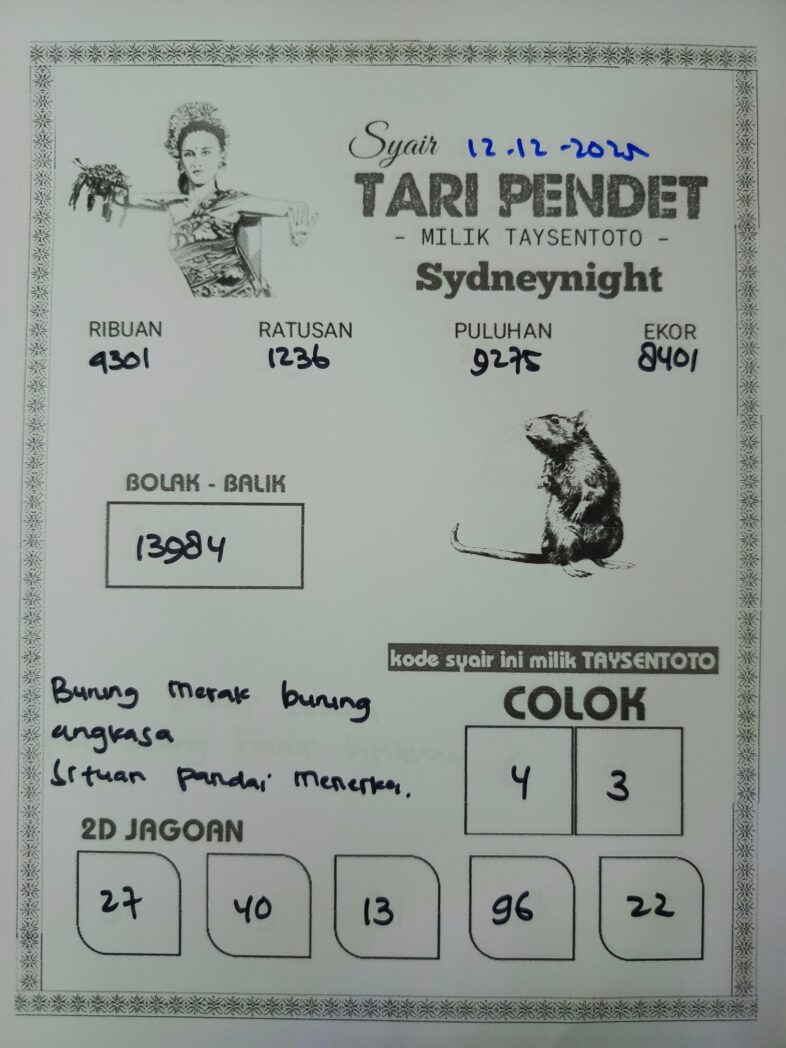 Syair 12.12-2025
TARI PENDET
- MILIK TAYSENTOTO -
Sydneynight
RIBUAN RATUSAN PULUHAN EKOR
9301 1236 9275 8401
BOLAK - BALIK
13984
kode syair ini milik TAYSENTOTO
COLOK
4 3
Burung merak burung
angkasa
Si tuan pandai menerka.
2D JAGOAN
27 40 13 96 22